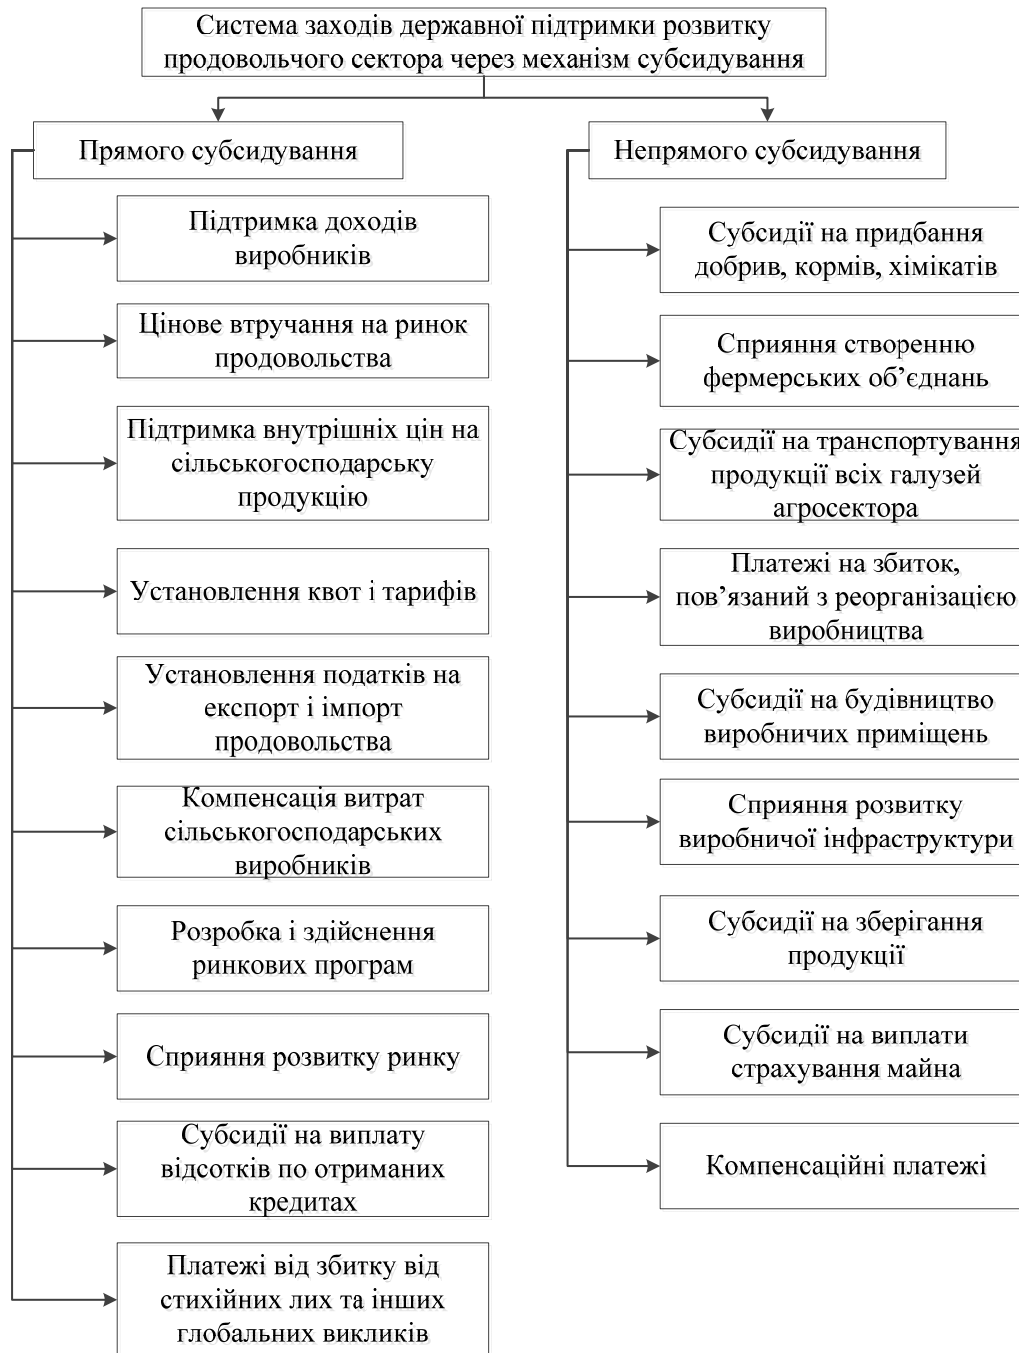 Система заходів державної підтримки розвитку
продовольчого сектора через механізм субсидування
Прямого субсидування
Підтримка доходів
виробників
Цінове втручання на ринок
продовольства
Підтримка внутрішніх цін на
сільськогосподарську
продукцію
Установлення квот і тарифів
Установлення податків на
експорт і імпорт
продовольства
Компенсація витрат
сільськогосподарських
виробників
Розробка і здійснення
ринкових програм
Сприяння розвитку ринку
Субсидії на виплату
відсотків по отриманих
кредитах
Платежі від збитку від
стихійних лих та інших
глобальних викликів
Непрямого субсидування
Субсидії на придбання
добрив, кормів, хімікатів
Сприяння створенню
фермерських об’єднань
Субсидії на транспортування
продукції всіх галузей
агросектора
Платежі на збиток,
пов’язаний з реорганізацією
виробництва
Субсидії на будівництво
виробничих приміщень
Сприяння розвитку
виробничої інфраструктури
Субсидії на зберігання
продукції
Субсидії на виплати
страхування майна
Компенсаційні платежі